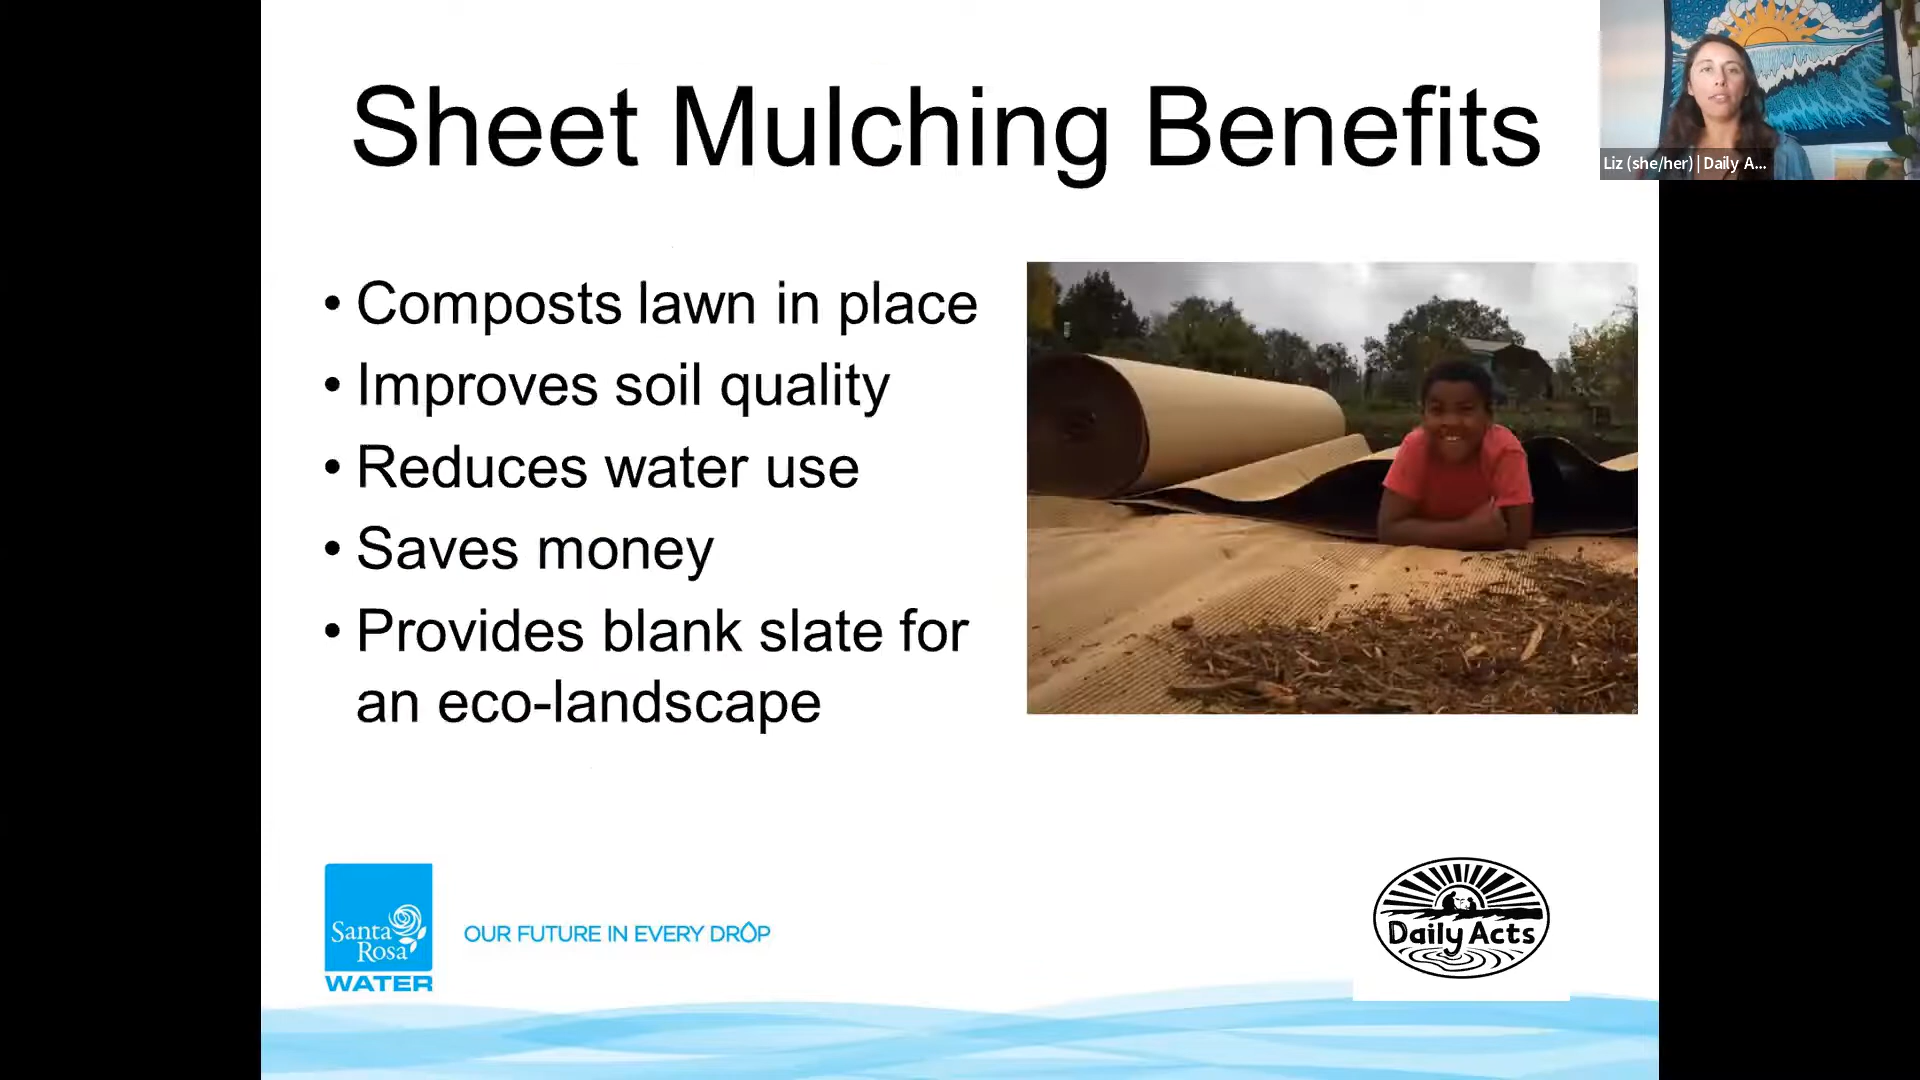 Sheet Mulching Benefits
Liz (she/her) | Daily A...
• Composts lawn in place
• Improves soil quality
• Reduces water use
• Saves money
• Provides blank slate for
an eco-landscape
Santa
Rosa
WATER
OUR FUTURE IN EVERY DROP
Daily Acts